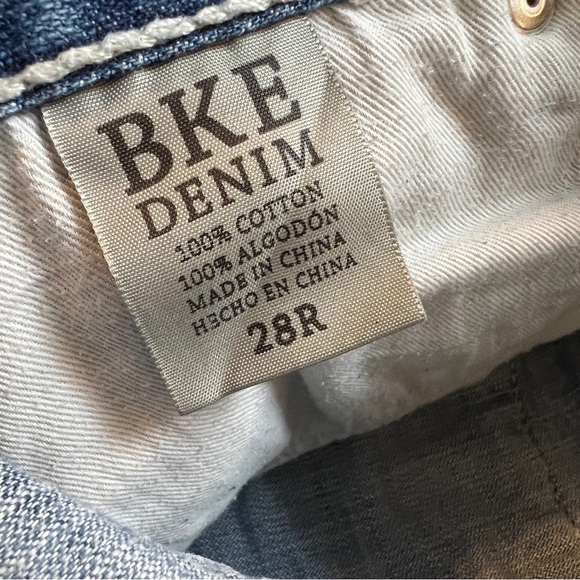 BKE
DENIM
100% COTTON
100% ALGODÓN
MADE IN CHINA
HECHO EN CHINA
28R